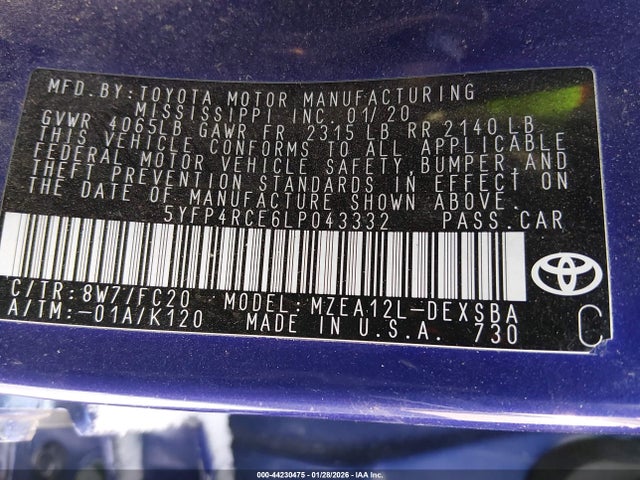 MFD.BY:TOYOTA MOTOR MANUFACTURING
MISSISSIPPI INC. 01/20
GVWR 4065LB GAWR FR 2315 LB RR 2140 LB
THIS VEHICLE CONFORMS TO ALL APPLICABLE
FEDERAL MOTOR VEHICLE SAFETY, BUMPER, AND
THEFT PREVENTION STANDARDS IN EFFECT ON
THE DATE OF MANUFACTURE SHOWN ABOVE.
5YFP4RCE6LP043332 PASS.CAR
C/TR:8W7/FC20 MODEL:MZEA12L-DEXSBA
A/TM:-01A/K120 MADE IN U.S.A. 730
C
000-44230475 - 01/28/2026 - IAA, Inc.